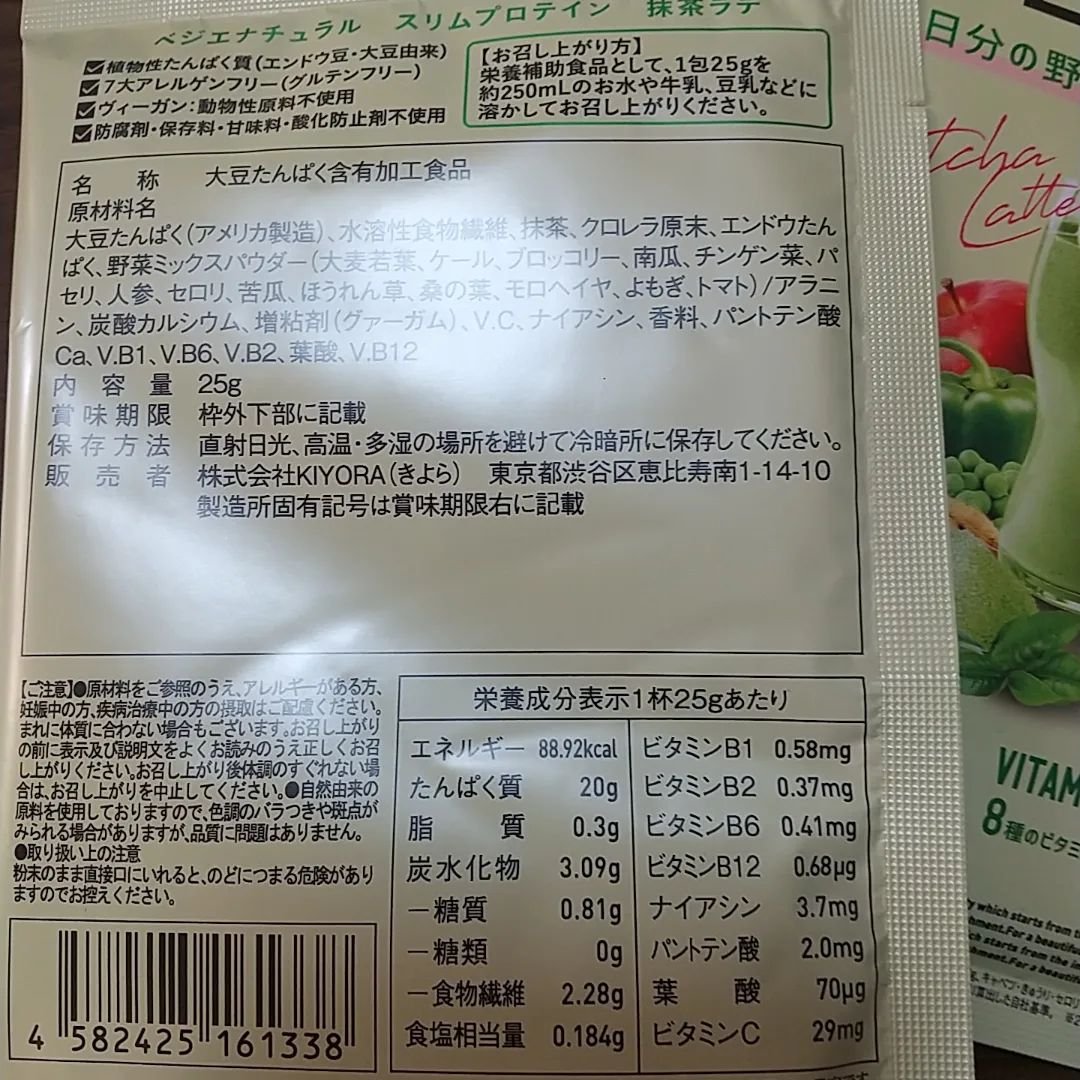 ベジエナチュラル スリムプロテイン 抹茶ラテ
☑植物性たんぱく質(エンドウ豆・大豆由来)
☑7大アレルゲンフリー(グルテンフリー)
☑ヴィーガン:動物性原料不使用
☑防腐剤・保存料・甘味料・酸化防止剤不使用
【お召し上がり方】
栄養補助食品として、1包25gを
約250mLのお水や牛乳、豆乳などに
溶かしてお召し上がりください。
名称 大豆たんぱく含有加工食品
原材料名
大豆たんぱく(アメリカ製造)、水溶性食物繊維、抹茶、クロレラ原末、エンドウたん
ぱく、野菜ミックスパウダー(大麦若葉、ケール、ブロッコリー、南瓜、チンゲン菜、パ
セリ、人参、セロリ、苦瓜、ほうれん草、桑の葉、モロヘイヤ、よもぎ、トマト)/アラニ
ン、炭酸カルシウム、増粘剤(グァーガム)、V.C、ナイアシン、香料、パントテン酸
Ca、V.B1、V.B6、V.B2、葉酸、V.B12
内容量 25g
賞味期限 枠外下部に記載
保存方法 直射日光、高温・多湿の場所を避けて冷暗所に保存してください。
販売者 株式会社KIYORA(きよら) 東京都渋谷区恵比寿南1-14-10
製造所固有記号は賞味期限右に記載
【ご注意】●原材料をご参照のうえ、アレルギーがある方、
妊娠中の方、疾病治療中の方の摂取はご配慮ください。
まれに体質に合わない場合もございます。お召し上がり
の前に表示及び説明文をよくお読みのうえ正しくお召
し上がりください。お召し上がり後体調のすぐれない場
合は、お召し上がりを中止してください。●自然由来の
原料を使用しておりますので、色調のバラつきや斑点が
みられる場合がありますが、品質に問題はありません。
●取り扱い上の注意
粉末のまま直接口にいれると、のどにつまる危険があり
ますのでお控えください。
4 582425 161338
栄養成分表示1杯25gあたり
エネルギー 88.92kcal ビタミンB1 0.58mg
たんぱく質 20g ビタミンB2 0.37mg
脂質 0.3g ビタミンB6 0.41mg
炭水化物 3.09g ビタミンB12 0.68μg
－糖質 0.81g ナイアシン 3.7mg
－糖類 0g パントテン酸 2.0mg
－食物繊維 2.28g 葉酸 70μg
食塩相当量 0.184g ビタミンC 29mg
日分の野
tcha
Latte
VITAM
8種のビタミ
y which starts from
ch starts from the in
キャベツ・きゅうり・セロリ
算出した自社基準。 ※2